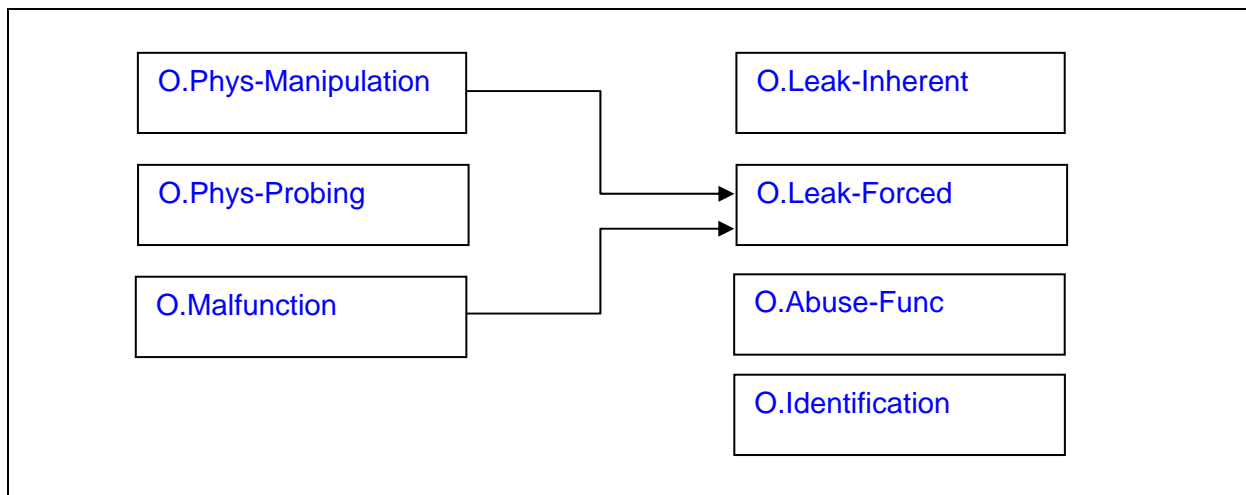 O.Phys-Manipulation
O.Leak-Inherent
O.Phys-Probing
O.Leak-Forced
O.Malfunction
O.Abuse-Func
O.Identification